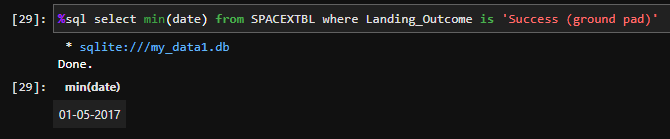 [29]: %sql select min(date) from SPACEXTBL where Landing_Outcome is 'Success (ground pad)'
* sqlite:///my_data1.db
Done.
[29]: min(date)
01-05-2017